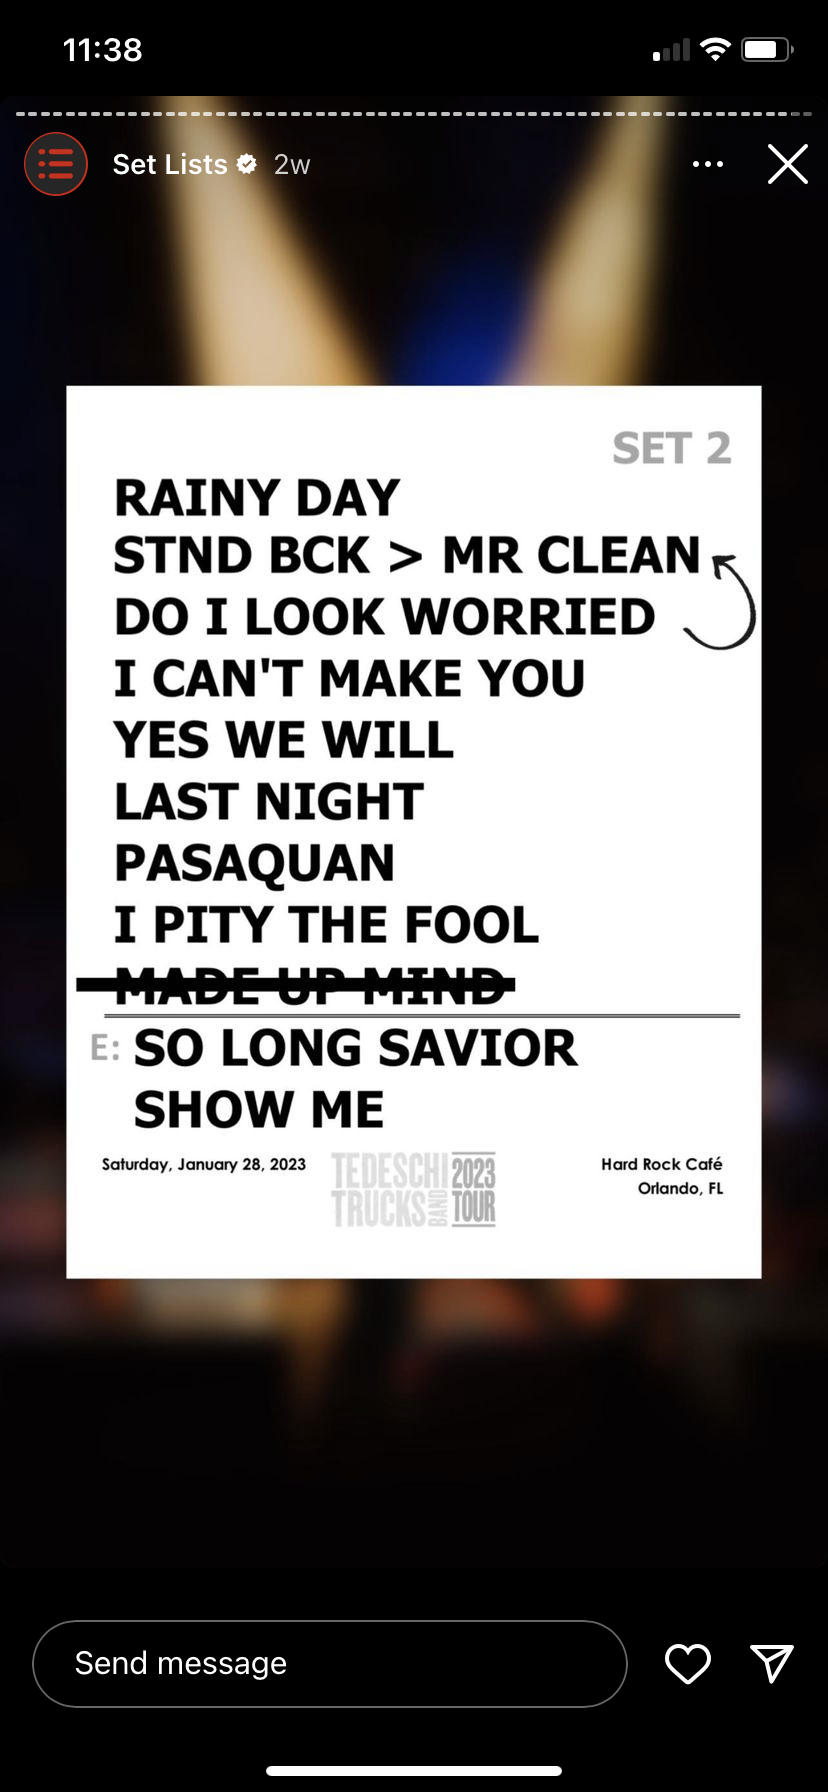 11:38
Set Lists 2w
SET 2
RAINY DAY
STND BCK > MR CLEAN
DO I LOOK WORRIED
I CAN'T MAKE YOU
YES WE WILL
LAST NIGHT
PASAQUAN
I PITY THE FOOL
MADE UP MIND
E: SO LONG SAVIOR
SHOW ME
Saturday, January 28, 2023
TEDESCHI TRUCKS BAND 2023 TOUR
Hard Rock Café
Orlando, FL
Send message